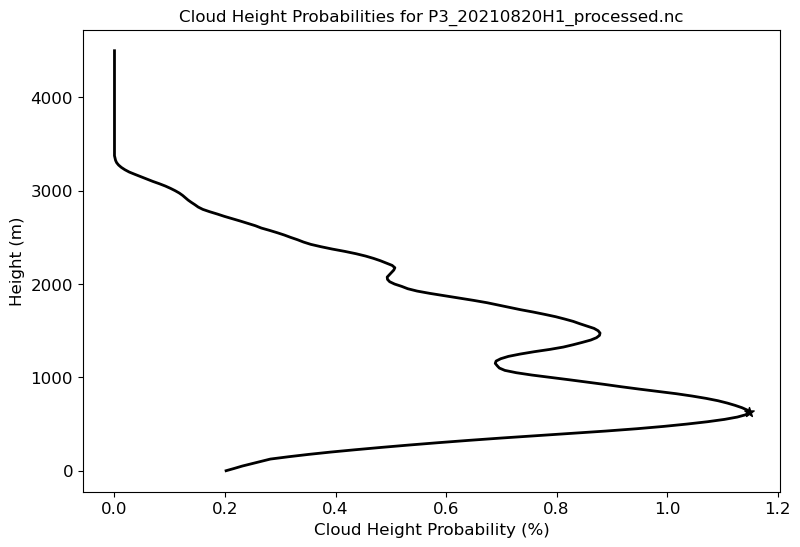 Cloud Height Probabilities for P3_20210820H1_processed.nc
4000
3000
2000
1000
0
Height (m)
0.0 0.2 0.4 0.6 0.8 1.0 1.2
Cloud Height Probability (%)